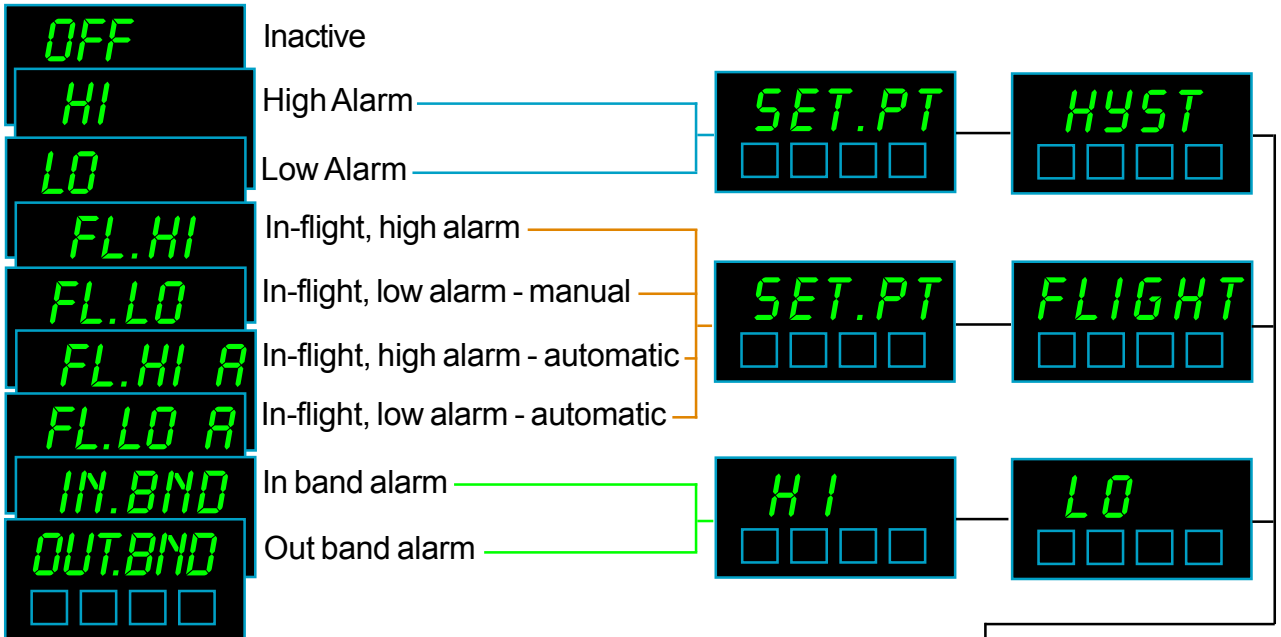 OFF Inactive
HI High Alarm
SET.PT HYST
LO Low Alarm
FL.HI In-flight, high alarm
FL.LO In-flight, low alarm - manual
SET.PT FLIGHT
FL.HI A In-flight, high alarm - automatic
FL.LO A In-flight, low alarm - automatic
IN.BND In band alarm
HI LO
OUT.BND Out band alarm